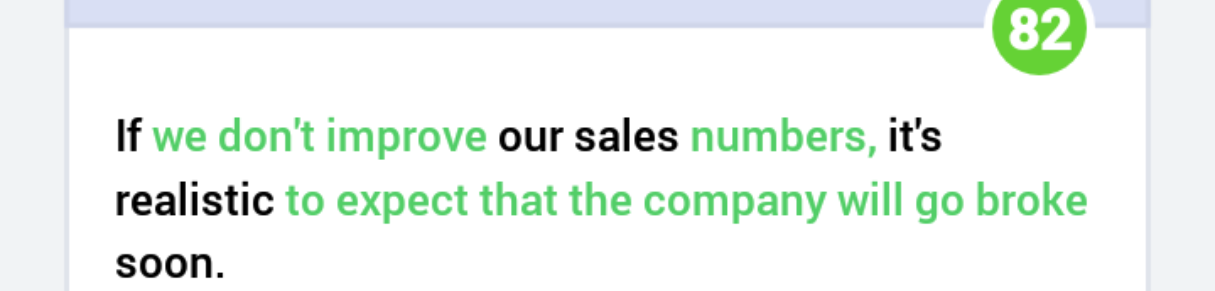 82
If we don't improve our sales numbers, it's
realistic to expect that the company will go broke
soon.